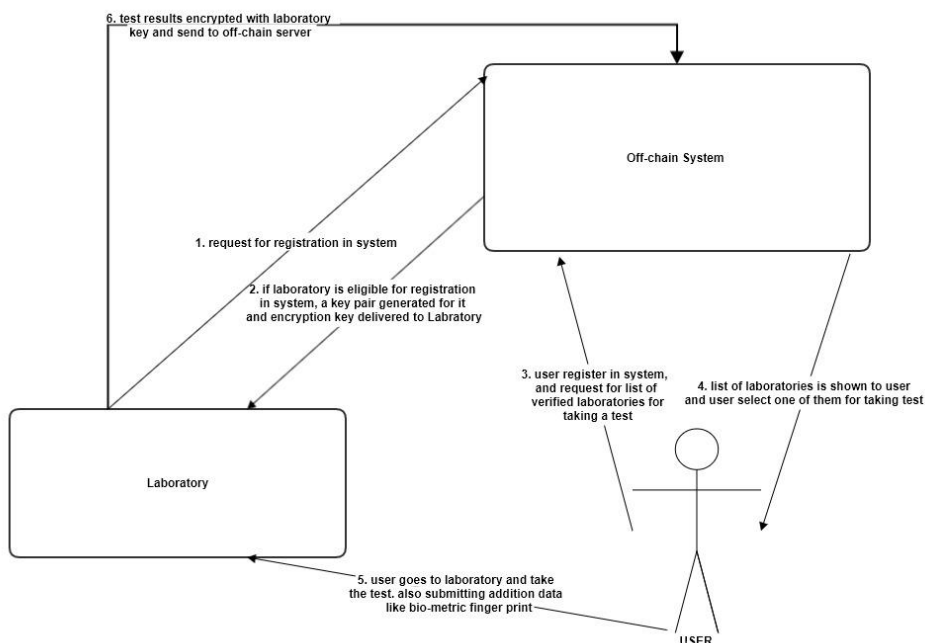 6. test results encrypted with laboratory
key and send to off-chain server
Off-chain System
1. request for registration in system
2. if laboratory is eligible for registration
in system, a key pair generated for it
and encryption key delivered to Labratory
3. user register in system,
and request for list of
verified laboratories for
taking a test
4. list of laboratories is shown to user
and user select one of them for taking test
Laboratory
5. user goes to laboratory and take
the test. also submitting addition data
like bio-metric finger print
USER